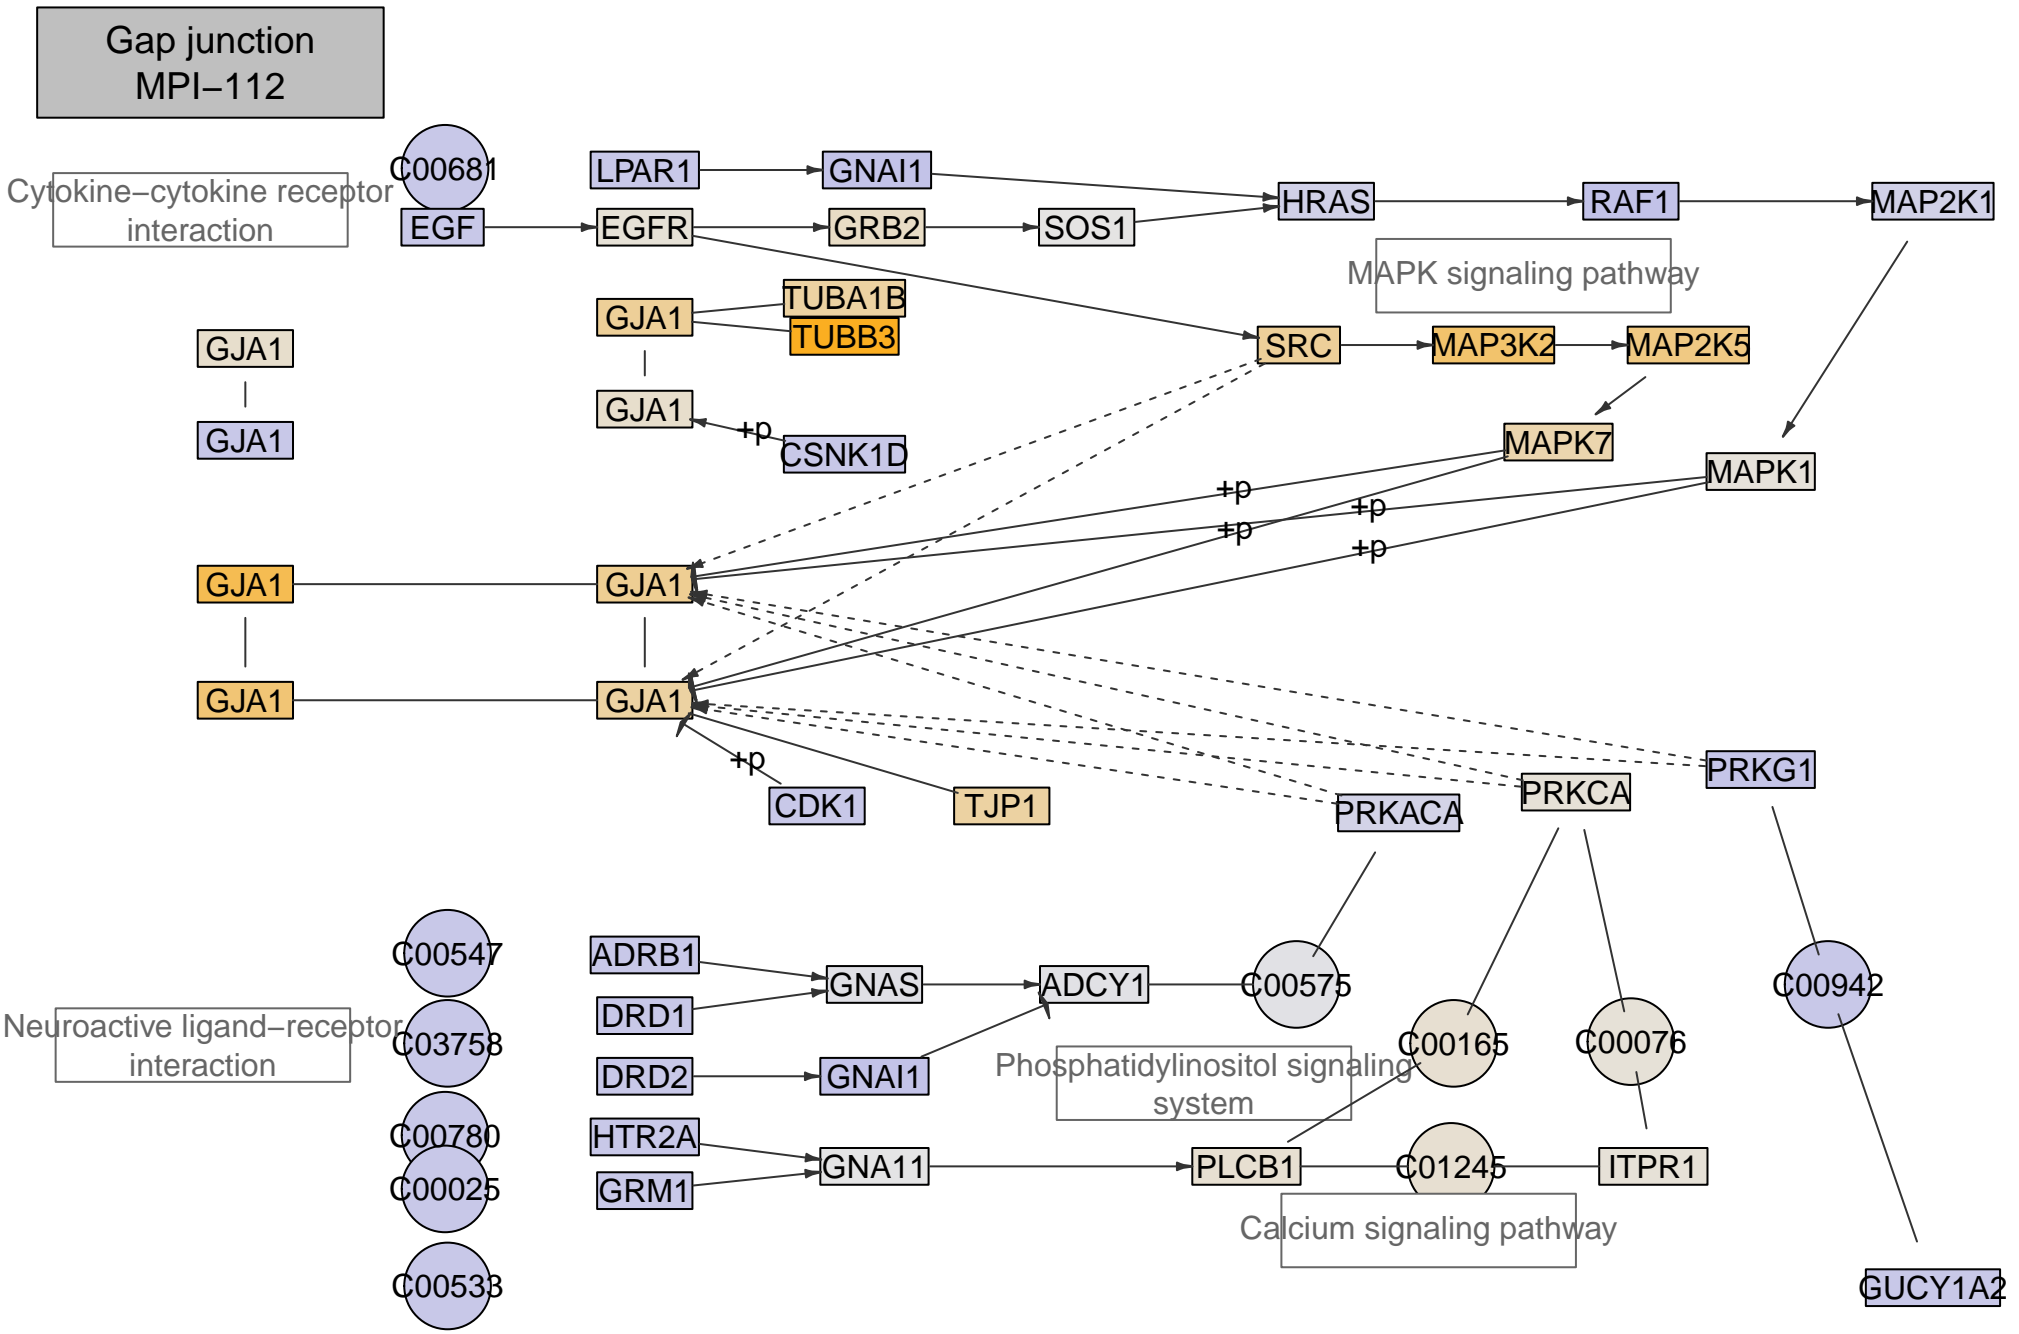 Gap junction
MPI−112
C00681
LPAR1
GNAI1
HRAS
RAF1
MAP2K1
Cytokine−cytokine receptor
interaction
EGF
EGFR
GRB2
SOS1
MAPK signaling pathway
GJA1
TUBA1B
TUBB3
GJA1
SRC
MAP3K2
MAP2K5
GJA1
+p
GJA1
CSNK1D
MAPK7
MAPK1
+p
+p
+p
+p
GJA1
GJA1
GJA1
GJA1
+p
CDK1
TJP1
PRKACA
PRKCA
PRKG1
C00547
ADRB1
GNAS
ADCY1
C00575
C00942
DRD1
Neuroactive ligand−receptor
interaction
C03758
C00165
C00076
DRD2
GNAI1
Phosphatidylinositol signaling
system
C00780
HTR2A
GNA11
PLCB1
C01245
ITPR1
C00025
GRM1
Calcium signaling pathway
C00533
GUCY1A2